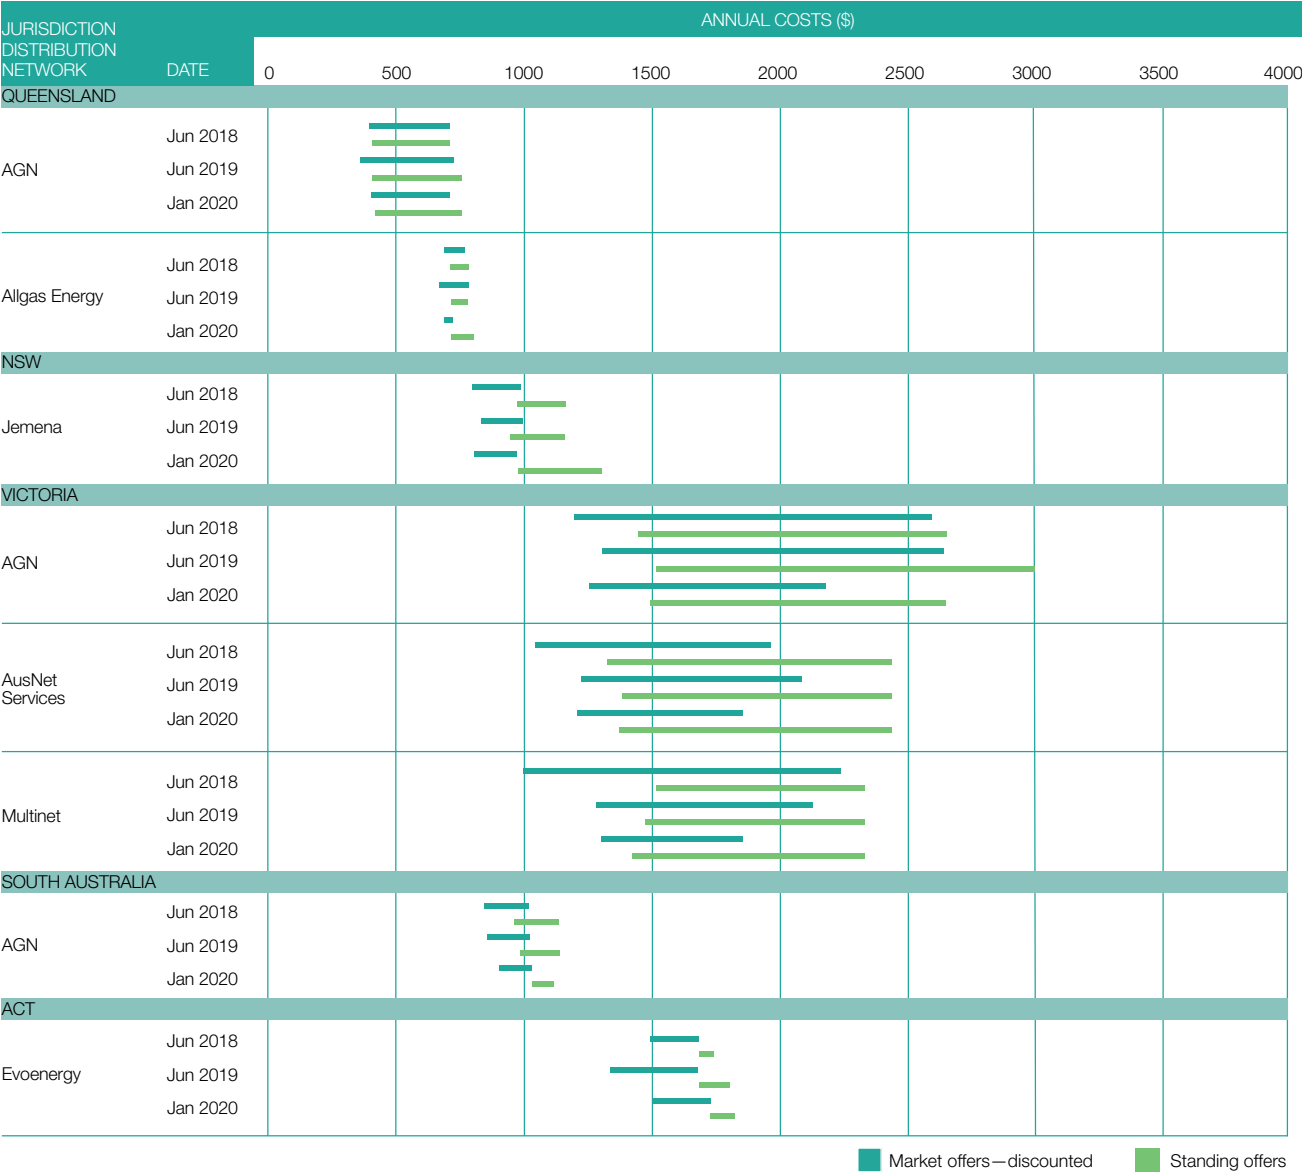 ANNUAL COSTS ($)
JURISDICTION
DISTRIBUTION
NETWORK DATE 0 500 1000 1500 2000 2500 3000 3500 4000
QUEENSLAND
Jun 2018
AGN Jun 2019
Jan 2020
Jun 2018
Allgas Energy Jun 2019
Jan 2020
NSW
Jun 2018
Jemena Jun 2019
Jan 2020
VICTORIA
Jun 2018
AGN Jun 2019
Jan 2020
Jun 2018
AusNet Jun 2019
Services
Jan 2020
Jun 2018
Multinet Jun 2019
Jan 2020
SOUTH AUSTRALIA
Jun 2018
AGN Jun 2019
Jan 2020
ACT
Jun 2018
Evoenergy Jun 2019
Jan 2020
Market offers—discounted Standing offers